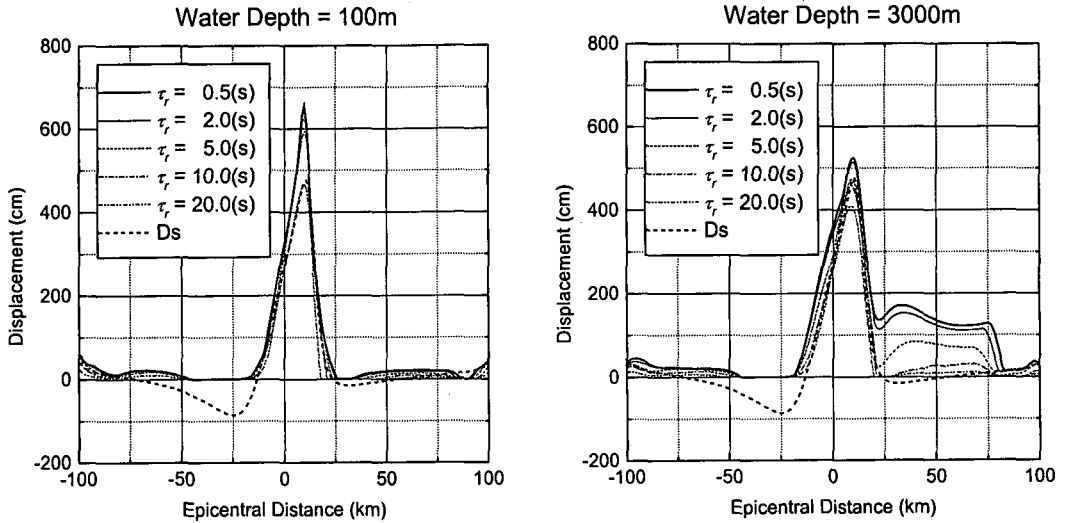 Water Depth = 100m
800
600
400
200
0
-200
Displacement (cm)
τr = 0.5(s)
τr = 2.0(s)
τr = 5.0(s)
τr = 10.0(s)
τr = 20.0(s)
Ds
-100 -50 0 50 100
Epicentral Distance (km)
Water Depth = 3000m
800
600
400
200
0
-200
Displacement (cm)
τr = 0.5(s)
τr = 2.0(s)
τr = 5.0(s)
τr = 10.0(s)
τr = 20.0(s)
Ds
-100 -50 0 50 100
Epicentral Distance (km)